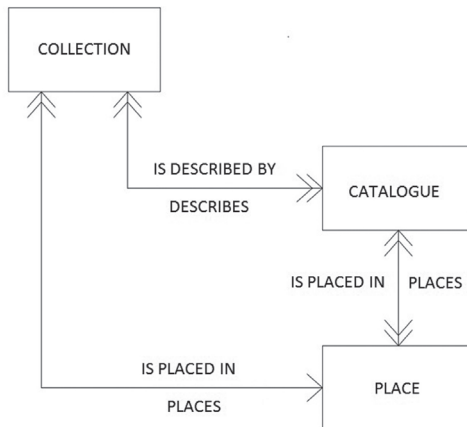 COLLECTION
IS DESCRIBED BY
DESCRIBES
CATALOGUE
IS PLACED IN PLACES
IS PLACED IN
PLACES
PLACE